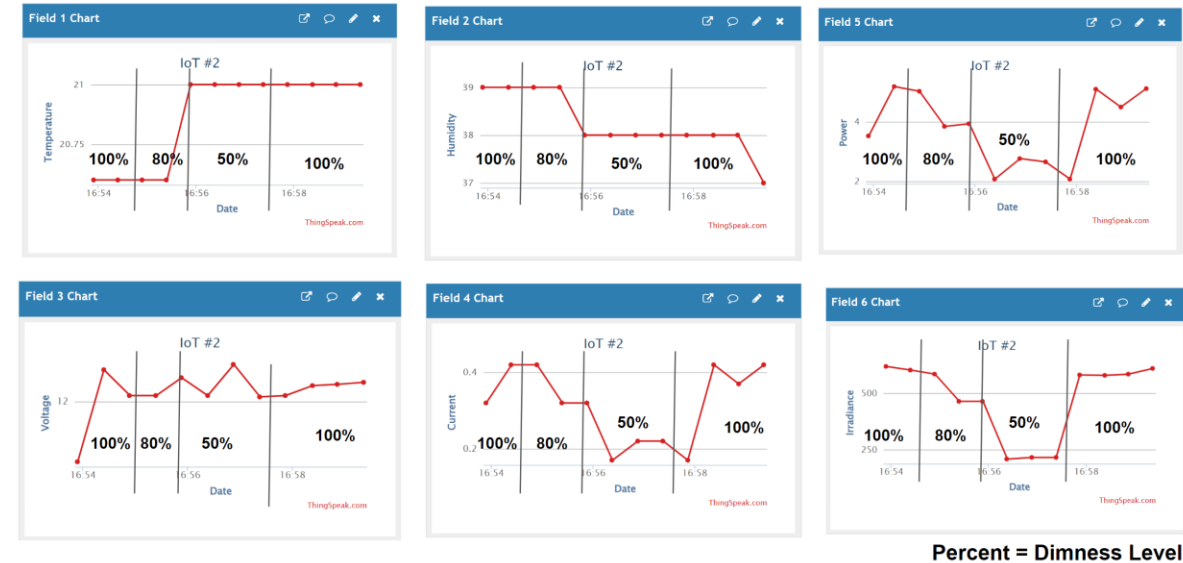 Field 1 Chart
IoT #2
Temperature
21
20.75
100%
80%
50%
100%
16:54
16:56
16:58
Date
ThingSpeak.com
Field 2 Chart
IoT #2
Humidity
39
38
37
100%
80%
50%
100%
16:54
16:56
16:58
Date
ThingSpeak.com
Field 5 Chart
IoT #2
Power
4
2
100%
80%
50%
100%
16:54
16:56
16:58
Date
ThingSpeak.com
Field 3 Chart
IoT #2
Voltage
12
100%
80%
50%
100%
16:54
16:56
16:58
Date
ThingSpeak.com
Field 4 Chart
IoT #2
Current
0.4
0.2
100%
80%
50%
100%
16:54
16:56
16:58
Date
ThingSpeak.com
Field 6 Chart
IoT #2
Irradiance
500
250
100%
80%
50%
100%
16:54
16:56
16:58
Date
ThingSpeak.com
Percent = Dimness Level